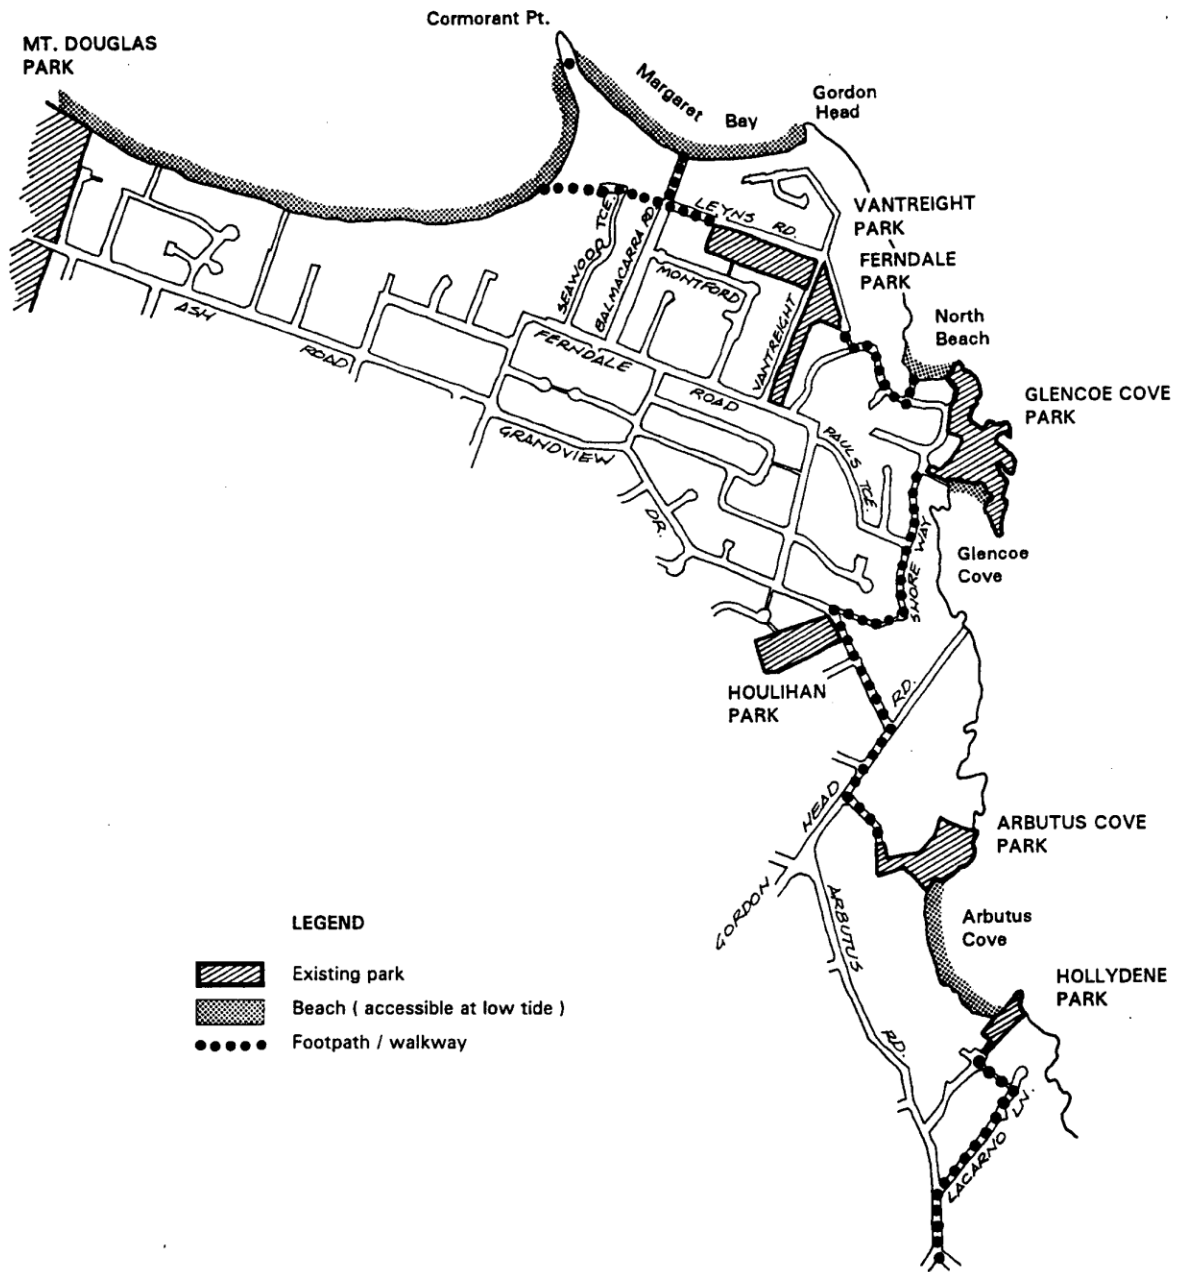 Cormorant Pt.
MT. DOUGLAS
PARK
Margaret Bay
Gordon
Head
VANTREIGHT
PARK
FERNDALE
PARK
LEYNS RD.
SEAWOOD TCE.
BALMACARRA RD.
MONTFORD
VANTREIGHT
North
Beach
ASH ROAD
FERNDALE ROAD
GLENCOE COVE
PARK
GRANDVIEW DR.
PAULS TCE.
SHORE WAY
Glencoe
Cove
HOULIHAN
PARK
GORDON HEAD RD.
ARBUTUS COVE
PARK
ARBUTUS RD.
Arbutus
Cove
HOLLYDENE
PARK
LACARNO LN.
LEGEND
Existing park
Beach ( accessible at low tide )
Footpath / walkway